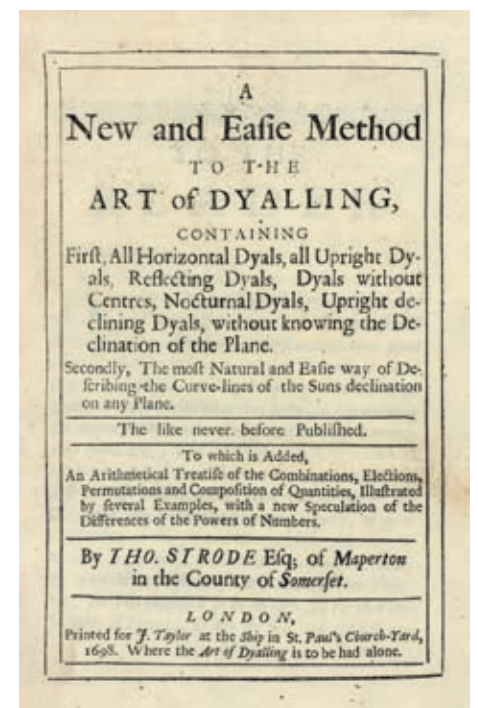 A
New and Eaſie Method
TO THE
ART of DYALLING,
CONTAINING
Firſt, All Horizontal Dyals, all Upright Dy-
als, Reflecting Dyals, Dyals without
Centres, Nocturnal Dyals, Upright de-
clining Dyals, without knowing the De-
clination of the Plane.
Secondly, The moſt Natural and Eaſie way of De-
ſcribing the Curve-lines of the Suns declination
on any Plane.
The like never before Publiſhed.
To which is Added,
An Arithmetical Treatiſe of the Combinations, Elections,
Permutations and Compoſition of Quantities, Illuſtrated
by ſeveral Examples, with a new Speculation of the
Differences of the Powers of Numbers.
By THO. STRODE Eſq; of Maperton
in the County of Somerſet.
LONDON,
Printed for J. Taylor at the Ship in St. Paul's Church-Yard,
1698. Where the Art of Dyalling is to be had alone.